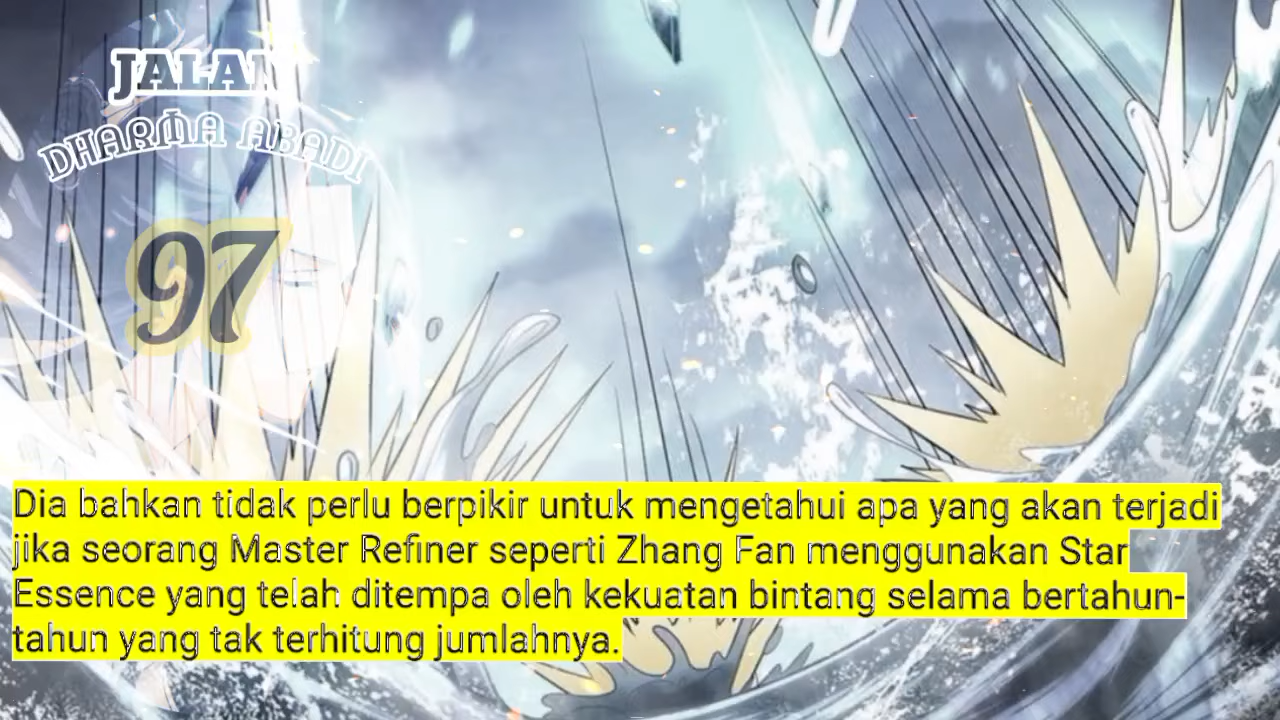 JALAN
DHARMA ABADI
97
Dia bahkan tidak perlu berpikir untuk mengetahui apa yang akan terjadi
jika seorang Master Refiner seperti Zhang Fan menggunakan Star
Essence yang telah ditempa oleh kekuatan bintang selama bertahun-
tahun yang tak terhitung jumlahnya.